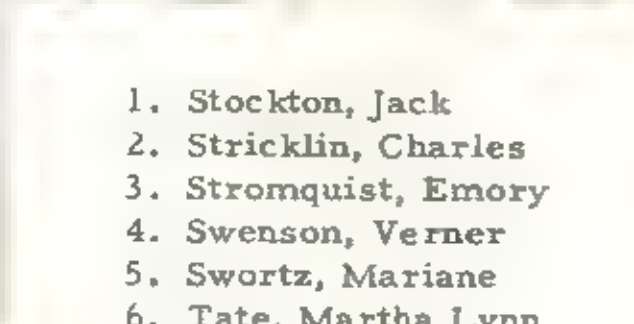 1. Stockton, Jack
2. Stricklin, Charles
3. Stromquist, Emory
4. Swenson, Verner
5. Swortz, Mariane
6. Tate, Martha Lynn